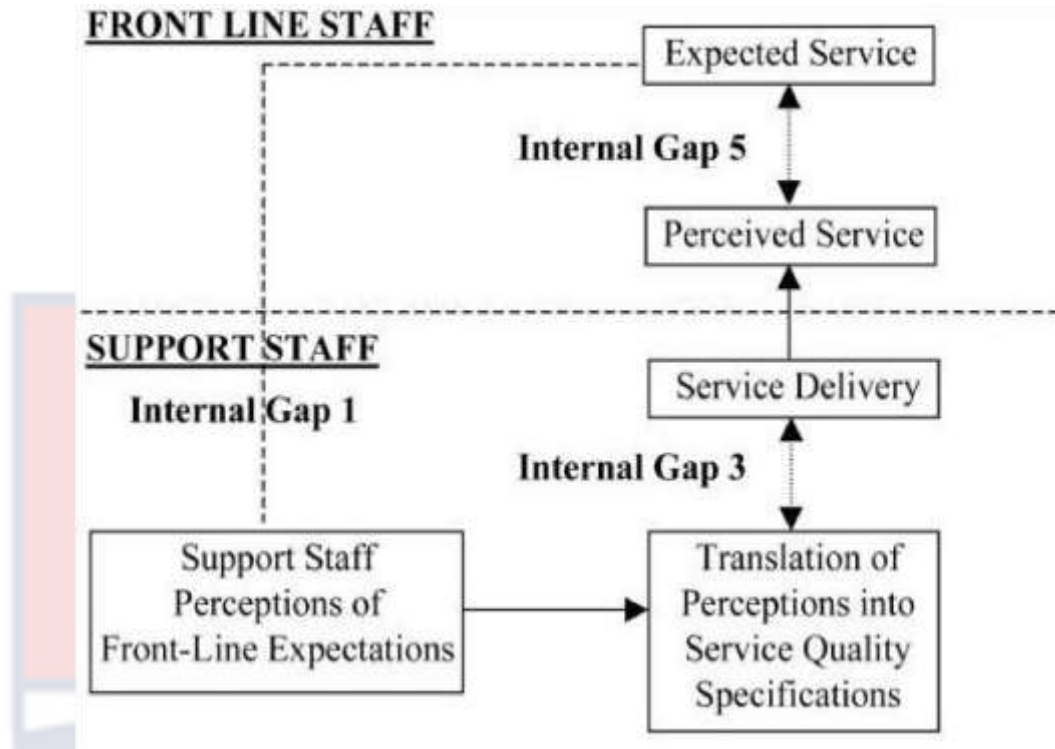 FRONT LINE STAFF
Expected Service
Internal Gap 5
Perceived Service
SUPPORT STAFF
Internal Gap 1
Service Delivery
Internal Gap 3
Support Staff
Perceptions of
Front-Line Expectations
Translation of
Perceptions into
Service Quality
Specifications